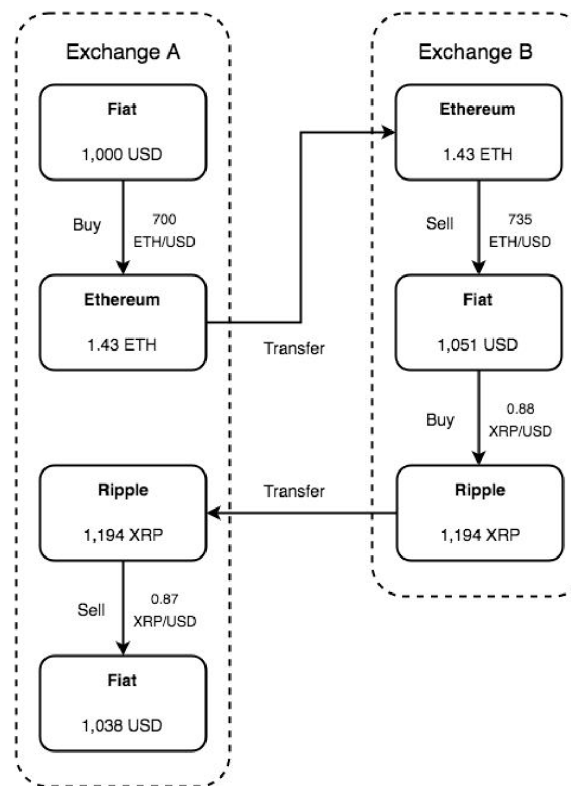 Exchange A
Fiat
1,000 USD
Buy
700
ETH/USD
Ethereum
1.43 ETH
Transfer
Exchange B
Ethereum
1.43 ETH
Sell
735
ETH/USD
Fiat
1,051 USD
Buy
0.88
XRP/USD
Ripple
1,194 XRP
Transfer
Ripple
1,194 XRP
Sell
0.87
XRP/USD
Fiat
1,038 USD